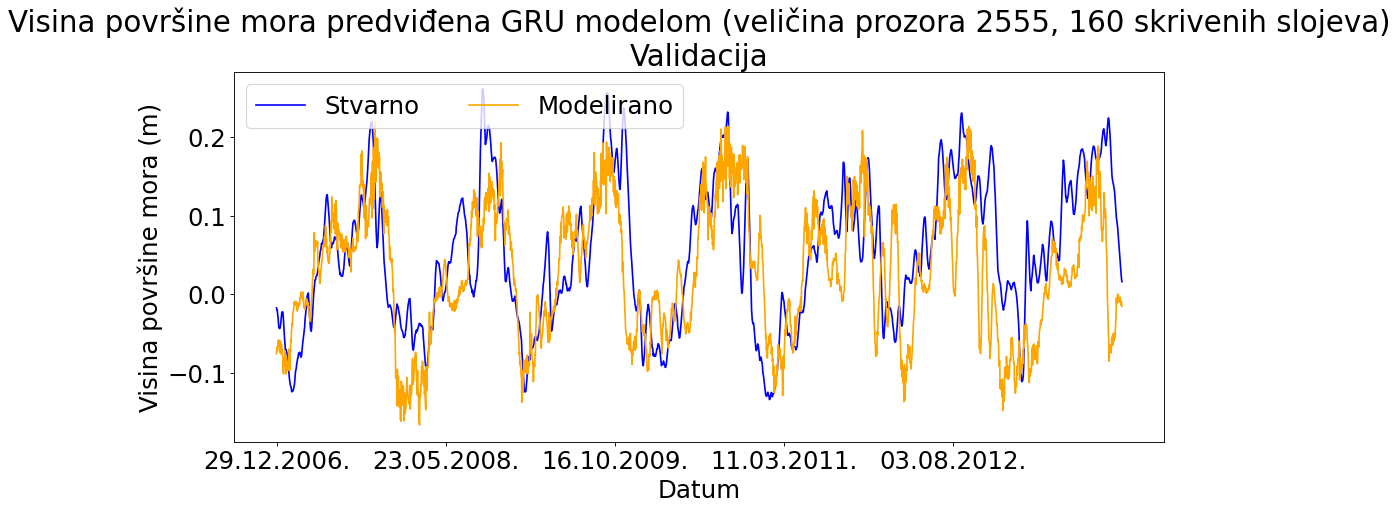 Visina površine mora predviđena GRU modelom (veličina prozora 2555, 160 skrivenih slojeva)
Validacija
Stvarno
Modelirano
Visina površine mora (m)
0.2
0.1
0.0
−0.1
29.12.2006.
23.05.2008.
16.10.2009.
11.03.2011.
03.08.2012.
Datum